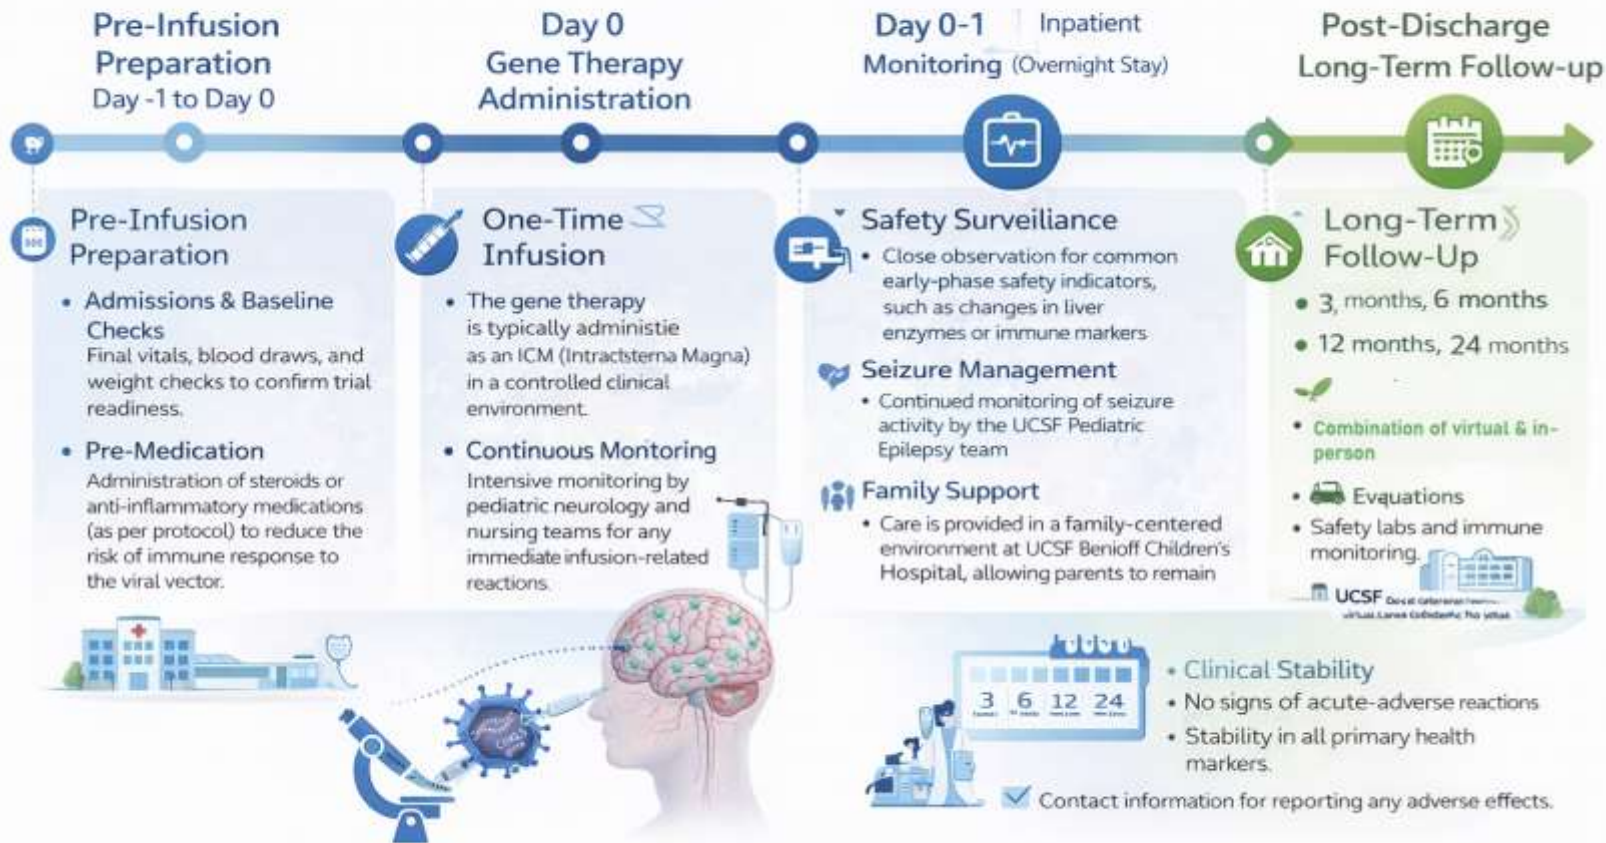 Pre-Infusion
Preparation
Day -1 to Day 0
Day 0
Gene Therapy
Administration
Day 0-1
Inpatient
Monitoring (Overnight Stay)
Post-Discharge
Long-Term Follow-up
Pre-Infusion
Preparation
• Admissions & Baseline
Checks
Final vitals, blood draws, and
weight checks to confirm trial
readiness.
• Pre-Medication
Administration of steroids or
anti-inflammatory medications
(as per protocol) to reduce the
risk of immune response to
the viral vector.
One-Time
Infusion
• The gene therapy
is typically administie
as an ICM (Intractsterna Magna)
in a controlled clinical
environment.
• Continuous Montoring
Intensive monitoring by
pediatric neurology and
nursing teams for any
immediate infusion-related
reactions.
Safety Surveillance
• Close observation for common
early-phase safety indicators,
such as changes in liver
enzymes or immune markers
Seizure Management
• Continued monitoring of seizure
activity by the UCSF Pediatric
Epilepsy team
Family Support
• Care is provided in a family-centered
environment at UCSF Benioff Children's
Hospital, allowing parents to remain
Long-Term
Follow-Up
• 3, months, 6 months
• 12 months, 24 months
• Combination of virtual & in-
person
• Evquations
• Safety labs and immune
monitoring.
UCSF
3 6 12 24
• Clinical Stability
• No signs of acute-adverse reactions
• Stability in all primary health
markers.
Contact information for reporting any adverse effects.